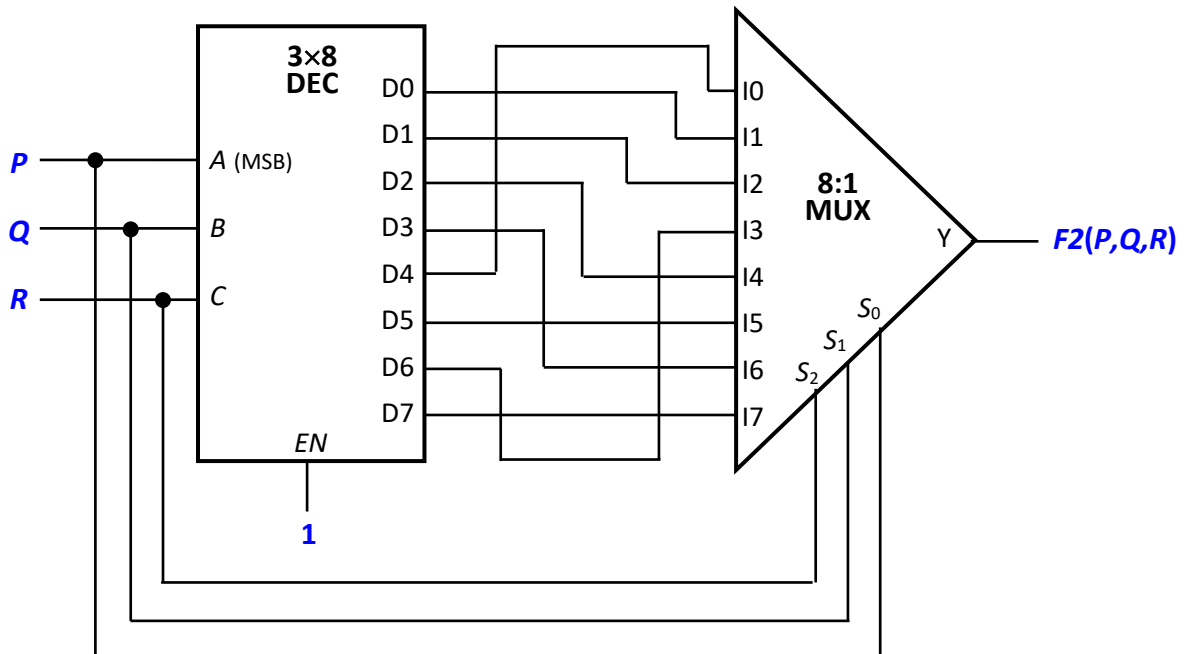 3×8
DEC
D0
D1
D2
D3
D4
D5
D6
D7
P
Q
R
A (MSB)
B
C
EN
1
I0
I1
I2
I3
I4
I5
I6
I7
8:1
MUX
Y
S0
S1
S2
F2(P,Q,R)